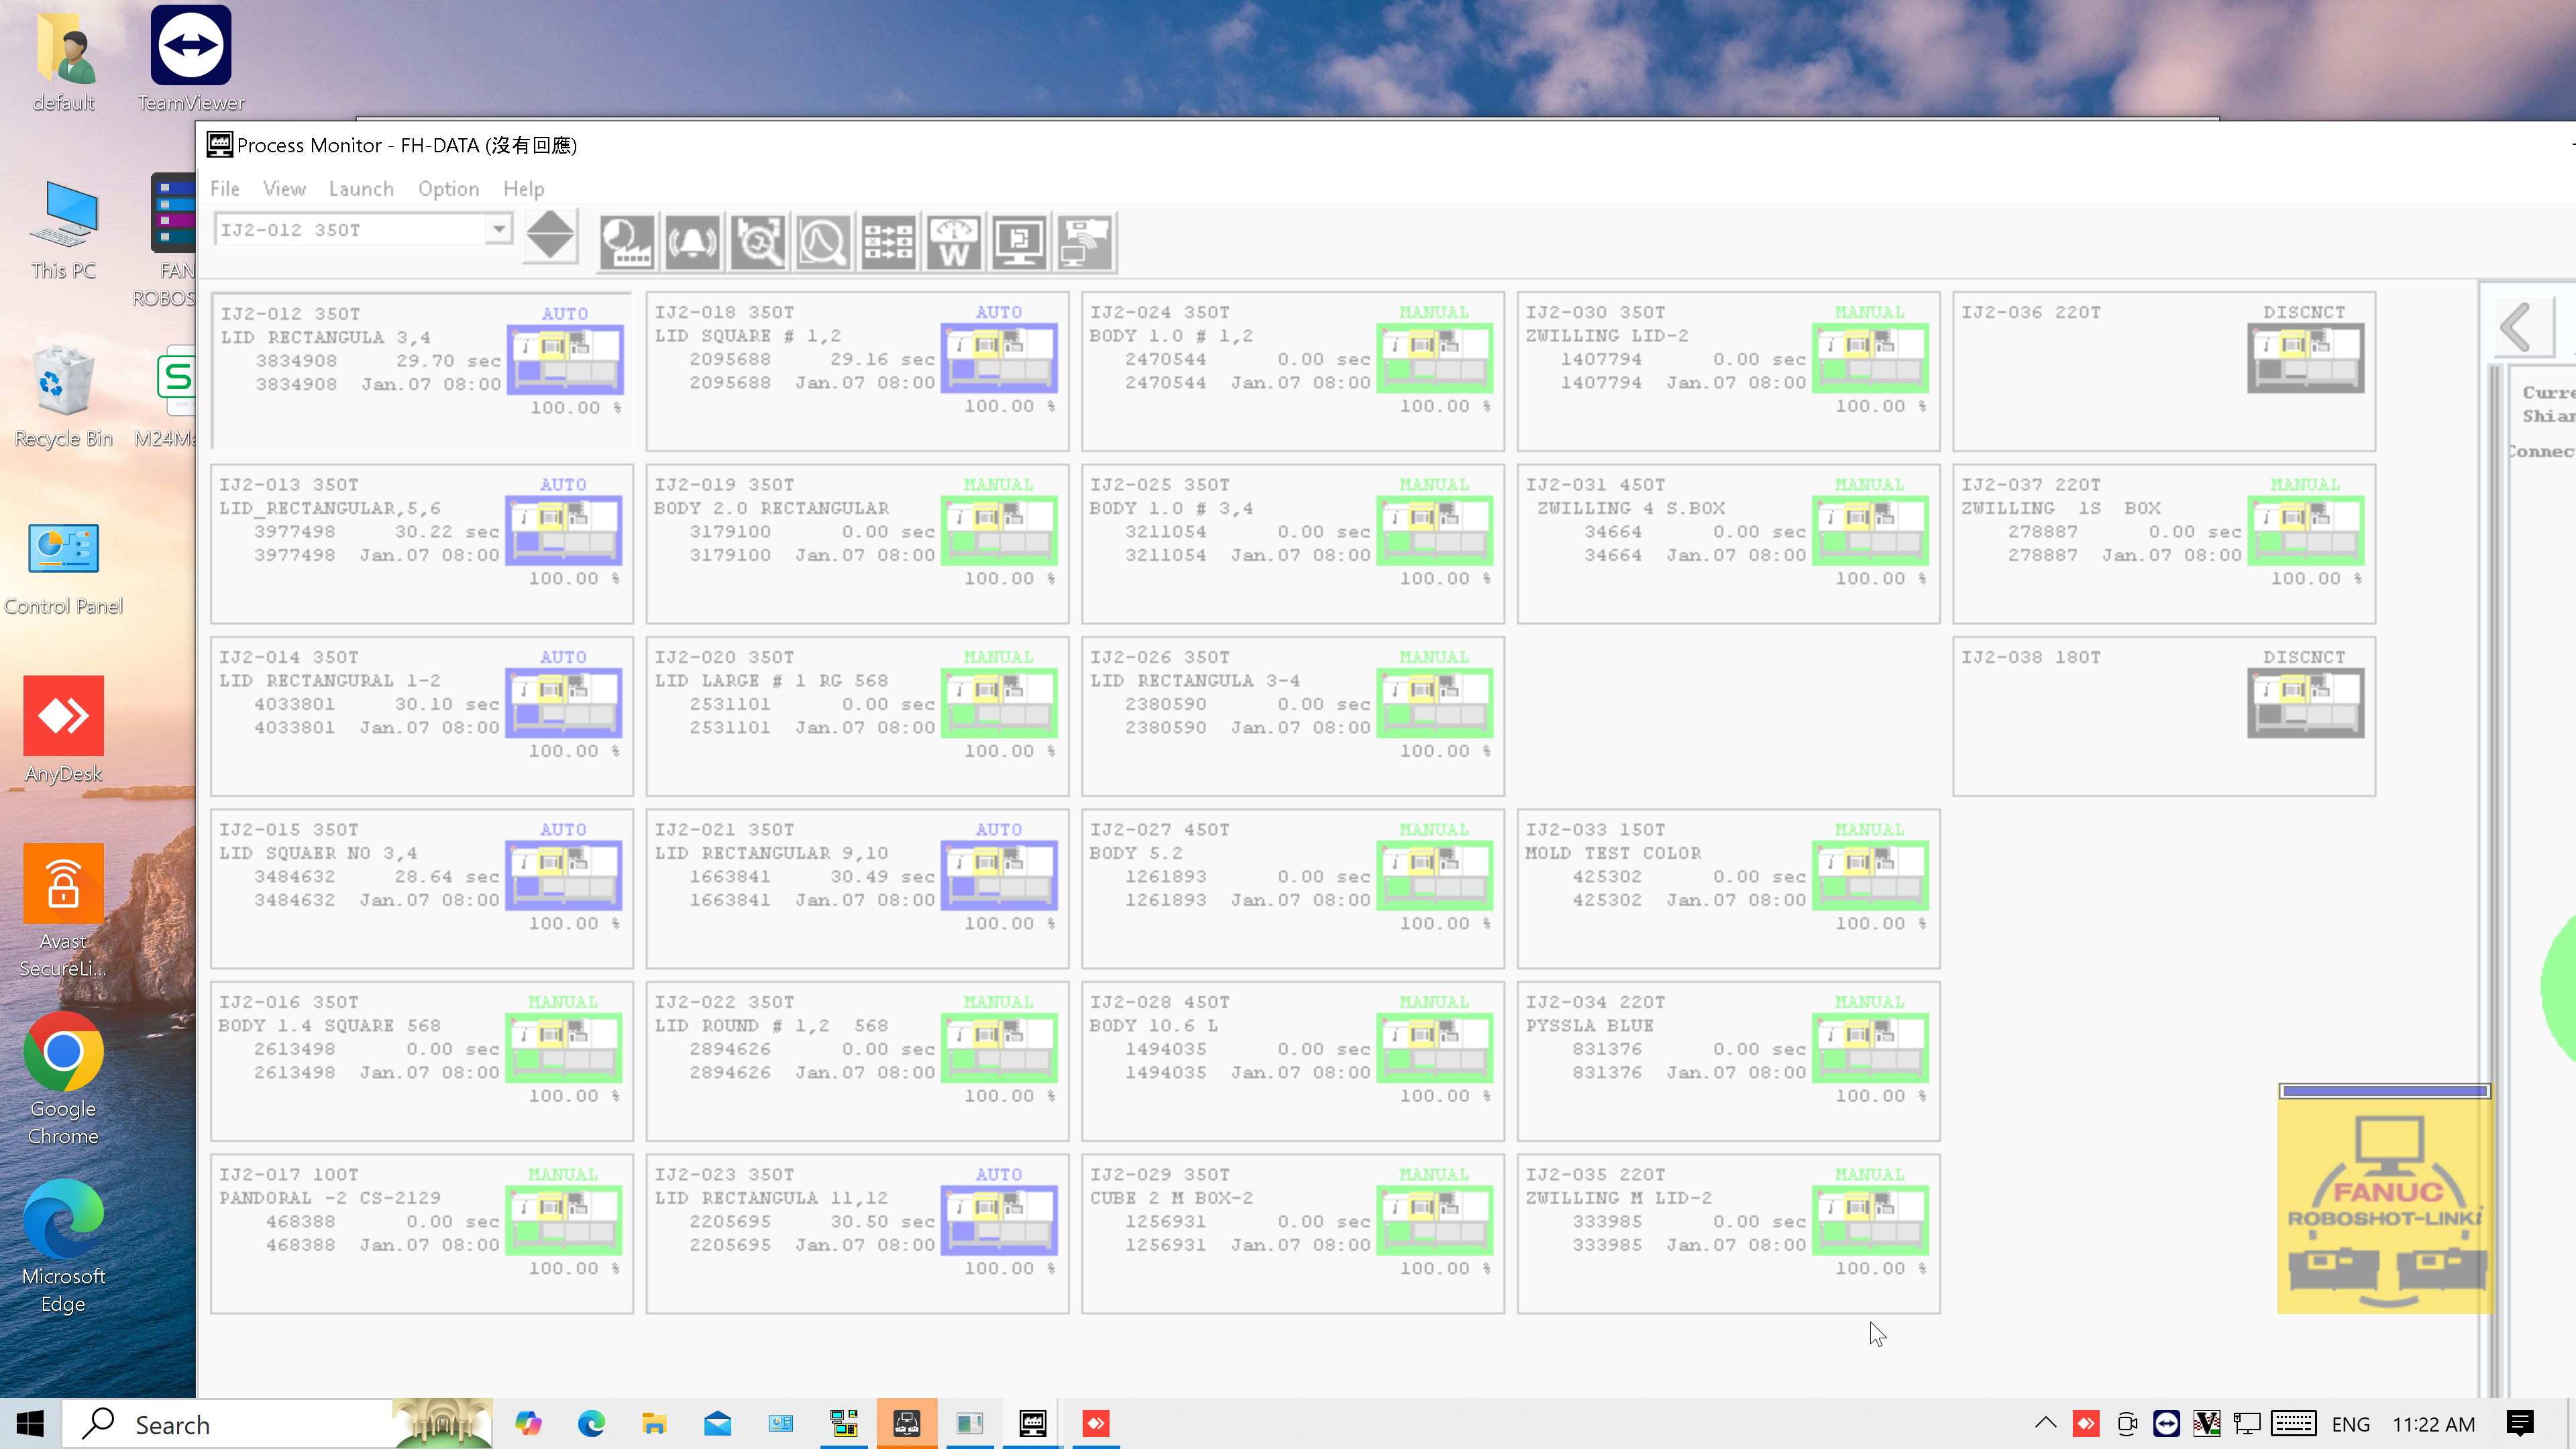 default
TeamViewer
This PC
FAN
ROBOS
Recycle Bin
M24Ma
Control Panel
AnyDesk
Avast
SecureLi...
Google
Chrome
Microsoft
Edge
Process Monitor - FH-DATA (沒有回應)
File View Launch Option Help
IJ2-012 350T
IJ2-012 350T AUTO
LID RECTANGULA 3,4
3834908 29.70 sec
3834908 Jan.07 08:00
100.00 %
IJ2-018 350T AUTO
LID SQUARE # 1,2
2095688 29.16 sec
2095688 Jan.07 08:00
100.00 %
IJ2-024 350T MANUAL
BODY 1.0 # 1,2
2470544 0.00 sec
2470544 Jan.07 08:00
100.00 %
IJ2-030 350T MANUAL
ZWILLING LID-2
1407794 0.00 sec
1407794 Jan.07 08:00
100.00 %
IJ2-036 220T DISCNCT
IJ2-013 350T AUTO
LID_RECTANGULAR,5,6
3977498 30.22 sec
3977498 Jan.07 08:00
100.00 %
IJ2-019 350T MANUAL
BODY 2.0 RECTANGULAR
3179100 0.00 sec
3179100 Jan.07 08:00
100.00 %
IJ2-025 350T MANUAL
BODY 1.0 # 3,4
3211054 0.00 sec
3211054 Jan.07 08:00
100.00 %
IJ2-031 450T MANUAL
ZWILLING 4 S.BOX
34664 0.00 sec
34664 Jan.07 08:00
100.00 %
IJ2-037 220T MANUAL
ZWILLING 1S BOX
278887 0.00 sec
278887 Jan.07 08:00
100.00 %
IJ2-014 350T AUTO
LID RECTANGURAL 1-2
4033801 30.10 sec
4033801 Jan.07 08:00
100.00 %
IJ2-020 350T MANUAL
LID LARGE # 1 RG 568
2531101 0.00 sec
2531101 Jan.07 08:00
100.00 %
IJ2-026 350T MANUAL
LID RECTANGULA 3-4
2380590 0.00 sec
2380590 Jan.07 08:00
100.00 %
IJ2-038 180T DISCNCT
IJ2-015 350T AUTO
LID SQUAER NO 3,4
3484632 28.64 sec
3484632 Jan.07 08:00
100.00 %
IJ2-021 350T AUTO
LID RECTANGULAR 9,10
1663841 30.49 sec
1663841 Jan.07 08:00
100.00 %
IJ2-027 450T MANUAL
BODY 5.2
1261893 0.00 sec
1261893 Jan.07 08:00
100.00 %
IJ2-033 150T MANUAL
MOLD TEST COLOR
425302 0.00 sec
425302 Jan.07 08:00
100.00 %
IJ2-016 350T MANUAL
BODY 1.4 SQUARE 568
2613498 0.00 sec
2613498 Jan.07 08:00
100.00 %
IJ2-022 350T MANUAL
LID ROUND # 1,2 568
2894626 0.00 sec
2894626 Jan.07 08:00
100.00 %
IJ2-028 450T MANUAL
BODY 10.6 L
1494035 0.00 sec
1494035 Jan.07 08:00
100.00 %
IJ2-034 220T MANUAL
PYSSLA BLUE
831376 0.00 sec
831376 Jan.07 08:00
100.00 %
IJ2-017 100T MANUAL
PANDORAL -2 CS-2129
468388 0.00 sec
468388 Jan.07 08:00
100.00 %
IJ2-023 350T AUTO
LID RECTANGULA 11,12
2205695 30.50 sec
2205695 Jan.07 08:00
100.00 %
IJ2-029 350T MANUAL
CUBE 2 M BOX-2
1256931 0.00 sec
1256931 Jan.07 08:00
100.00 %
IJ2-035 220T MANUAL
ZWILLING M LID-2
333985 0.00 sec
333985 Jan.07 08:00
100.00 %
Curre
Shian
Connec
FANUC
ROBOSHOT-LINKi
Search
ENG 11:22 AM